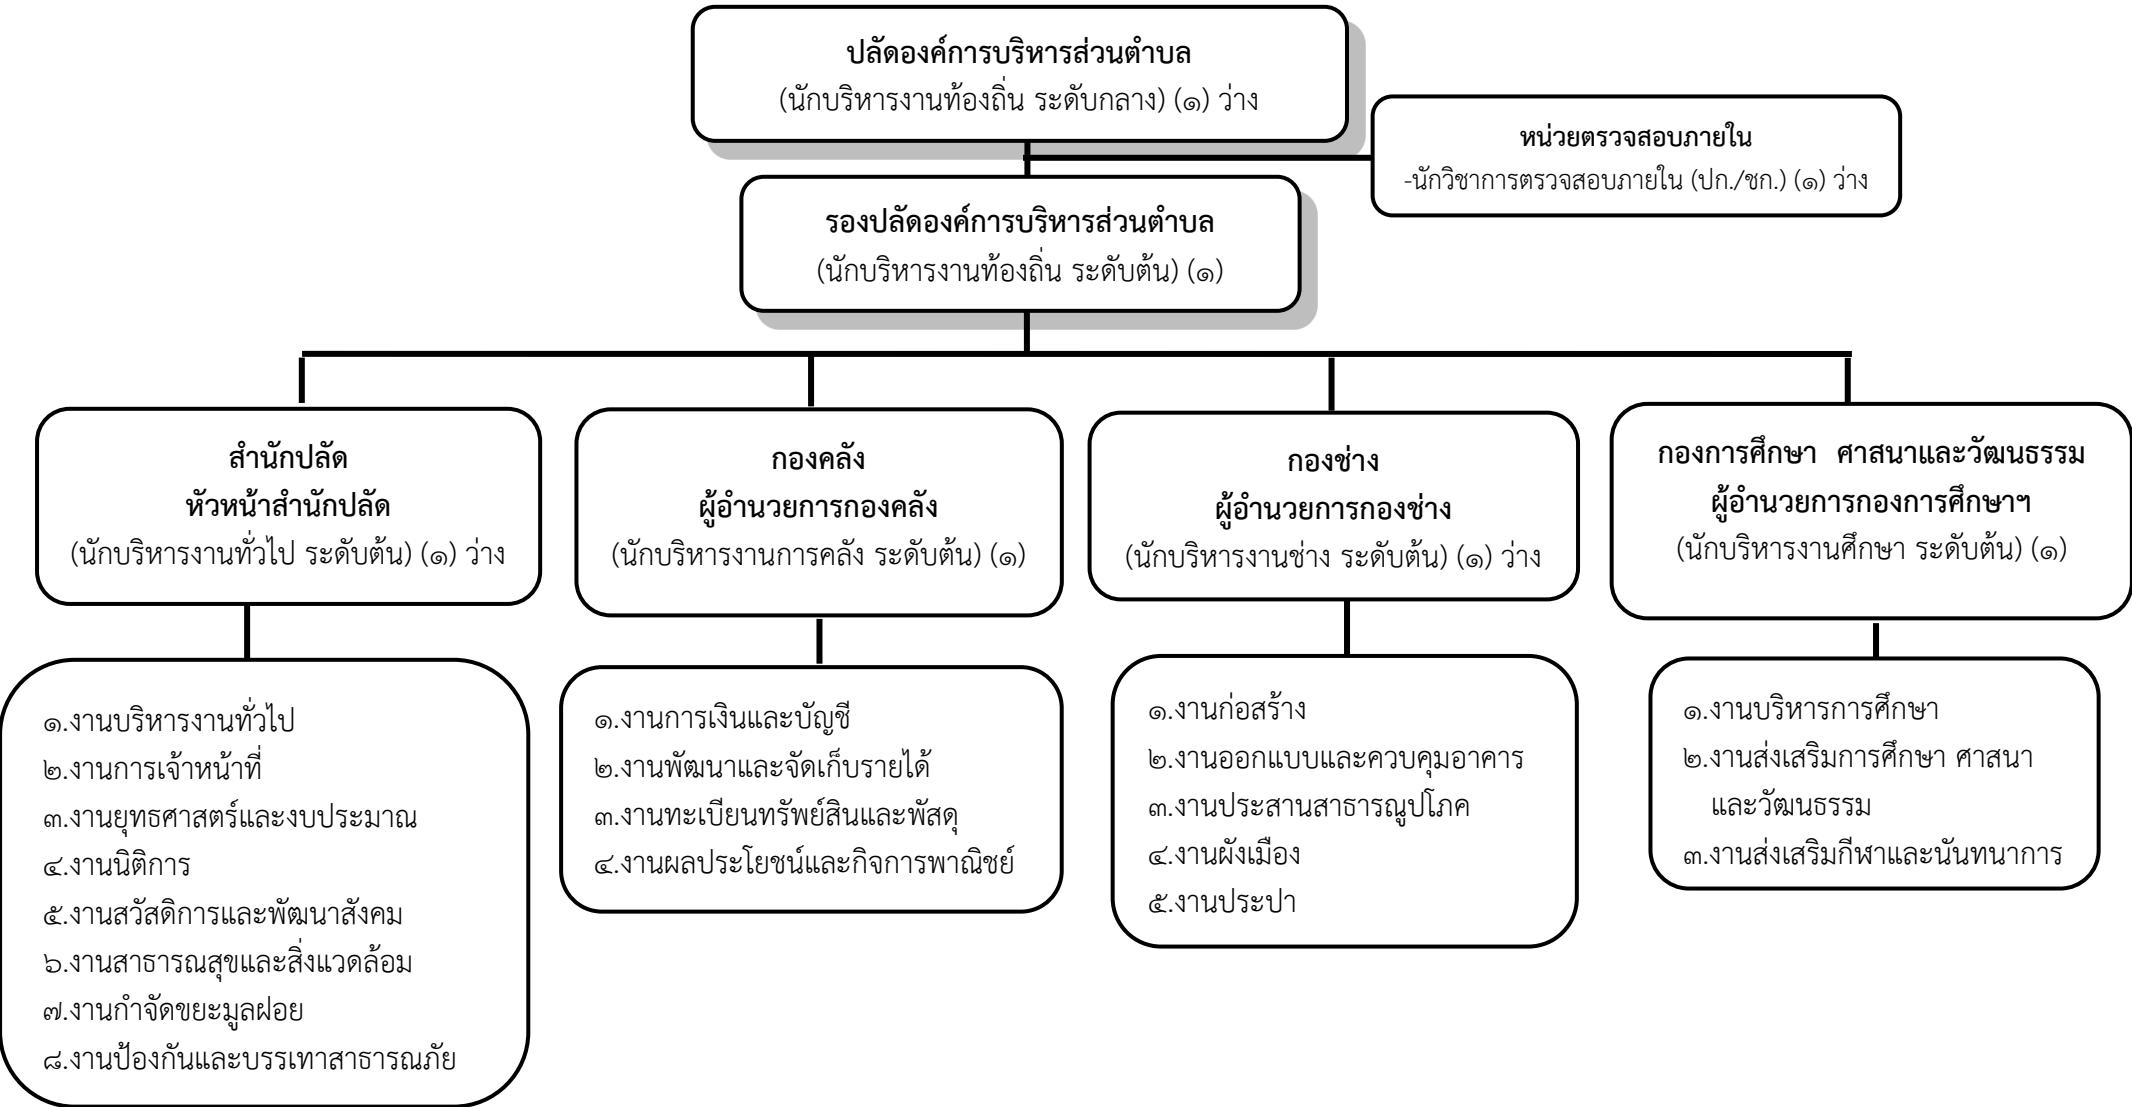 ปลัดองค์การบริหารส่วนตำบล
(นักบริหารงานท้องถิ่น ระดับกลาง) (๑) ว่าง
หน่วยตรวจสอบภายใน
-นักวิชาการตรวจสอบภายใน (ปก./ชก.) (๑) ว่าง
รองปลัดองค์การบริหารส่วนตำบล
(นักบริหารงานท้องถิ่น ระดับต้น) (๑)
สำนักปลัด
หัวหน้าสำนักปลัด
(นักบริหารงานทั่วไป ระดับต้น) (๑) ว่าง
กองคลัง
ผู้อำนวยการกองคลัง
(นักบริหารงานการคลัง ระดับต้น) (๑)
กองช่าง
ผู้อำนวยการกองช่าง
(นักบริหารงานช่าง ระดับต้น) (๑) ว่าง
กองการศึกษา ศาสนาและวัฒนธรรม
ผู้อำนวยการกองการศึกษาฯ
(นักบริหารงานศึกษา ระดับต้น) (๑)
๑.งานบริหารงานทั่วไป
๒.งานการเจ้าหน้าที่
๓.งานยุทธศาสตร์และงบประมาณ
๔.งานนิติการ
๕.งานสวัสดิการและพัฒนาสังคม
๖.งานสาธารณสุขและสิ่งแวดล้อม
๗.งานกำจัดขยะมูลฝอย
๘.งานป้องกันและบรรเทาสาธารณภัย
๑.งานการเงินและบัญชี
๒.งานพัฒนาและจัดเก็บรายได้
๓.งานทะเบียนทรัพย์สินและพัสดุ
๔.งานผลประโยชน์และกิจการพาณิชย์
๑.งานก่อสร้าง
๒.งานออกแบบและควบคุมอาคาร
๓.งานประสานสาธารณูปโภค
๔.งานผังเมือง
๕.งานประปา
๑.งานบริหารการศึกษา
๒.งานส่งเสริมการศึกษา ศาสนา
และวัฒนธรรม
๓.งานส่งเสริมกีฬาและนันทนาการ